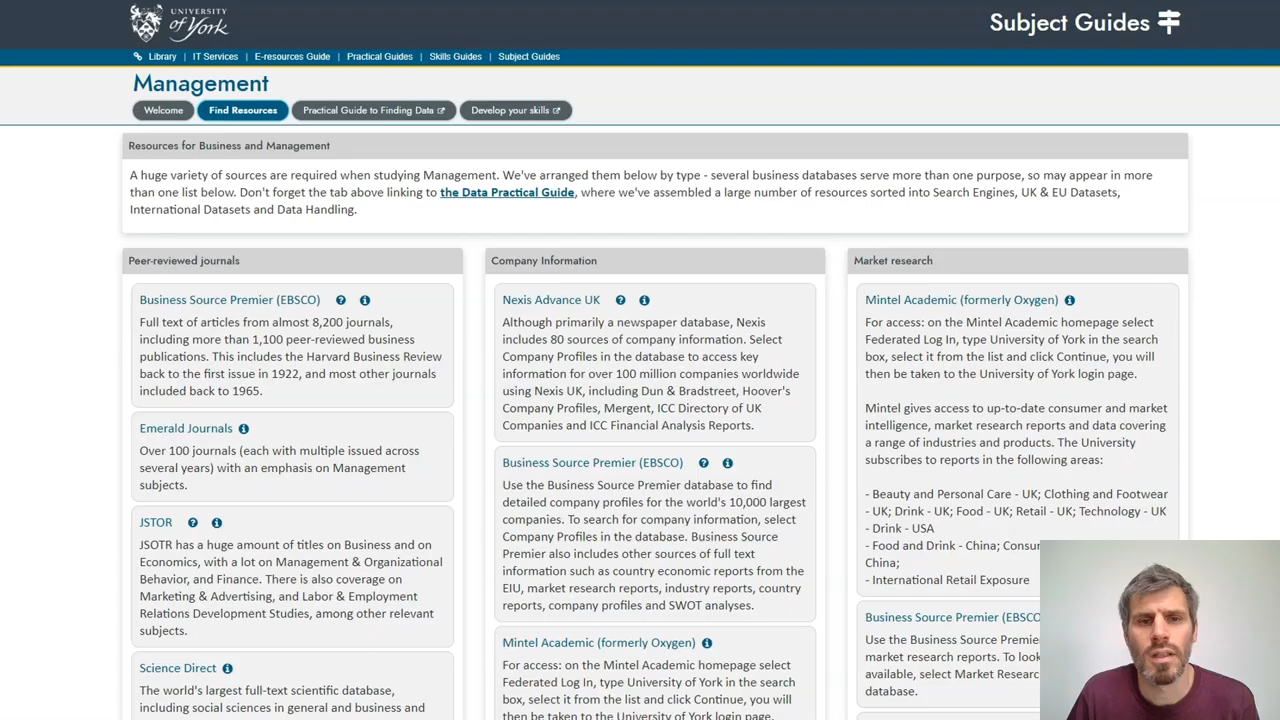 UNIVERSITY
of York
Subject Guides
Library | IT Services | E-resources Guide | Practical Guides | Skills Guides | Subject Guides
Management
Welcome
Find Resources
Practical Guide to Finding Data
Develop your skills
Resources for Business and Management
A huge variety of sources are required when studying Management. We've arranged them below by type - several business databases serve more than one purpose, so may appear in more
than one list below. Don't forget the tab above linking to the Data Practical Guide, where we've assembled a large number of resources sorted into Search Engines, UK & EU Datasets,
International Datasets and Data Handling.
Peer-reviewed journals
Business Source Premier (EBSCO)
Full text of articles from almost 8,200 journals,
including more than 1,100 peer-reviewed business
publications. This includes the Harvard Business Review
back to the first issue in 1922, and most other journals
included back to 1965.
Emerald Journals
Over 100 journals (each with multiple issued across
several years) with an emphasis on Management
subjects.
JSTOR
JSOTR has a huge amount of titles on Business and on
Economics, with a lot on Management & Organizational
Behavior, and Finance. There is also coverage on
Marketing & Advertising, and Labor & Employment
Relations Development Studies, among other relevant
subjects.
Science Direct
The world's largest full-text scientific database,
including social sciences in general and business and
Company Information
Nexis Advance UK
Although primarily a newspaper database, Nexis
includes 80 sources of company information. Select
Company Profiles in the database to access key
information for over 100 million companies worldwide
using Nexis UK, including Dun & Bradstreet, Hoover's
Company Profiles, Mergent, ICC Directory of UK
Companies and ICC Financial Analysis Reports.
Business Source Premier (EBSCO)
Use the Business Source Premier database to find
detailed company profiles for the world's 10,000 largest
companies. To search for company information, select
Company Profiles in the database. Business Source
Premier also includes other sources of full text
information such as country economic reports from the
EIU, market research reports, industry reports, country
reports, company profiles and SWOT analyses.
Mintel Academic (formerly Oxygen)
For access: on the Mintel Academic homepage select
Federated Log In, type University of York in the search
box, select it from the list and click Continue, you will
then be taken to the University of York login page.
Market research
Mintel Academic (formerly Oxygen)
For access: on the Mintel Academic homepage select
Federated Log In, type University of York in the search
box, select it from the list and click Continue, you will
then be taken to the University of York login page.
Mintel gives access to up-to-date consumer and market
intelligence, market research reports and data covering
a range of industries and products. The University
subscribes to reports in the following areas:
- Beauty and Personal Care - UK; Clothing and Footwear
- UK; Drink - UK; Food - UK; Retail - UK; Technology - UK
- Drink - USA
- Food and Drink - China;
China;
- International Retail Exposure
Business Source Premier (EBSCO
Use the Business Source Premie
market research reports. To look
available, select Market Researc
database.